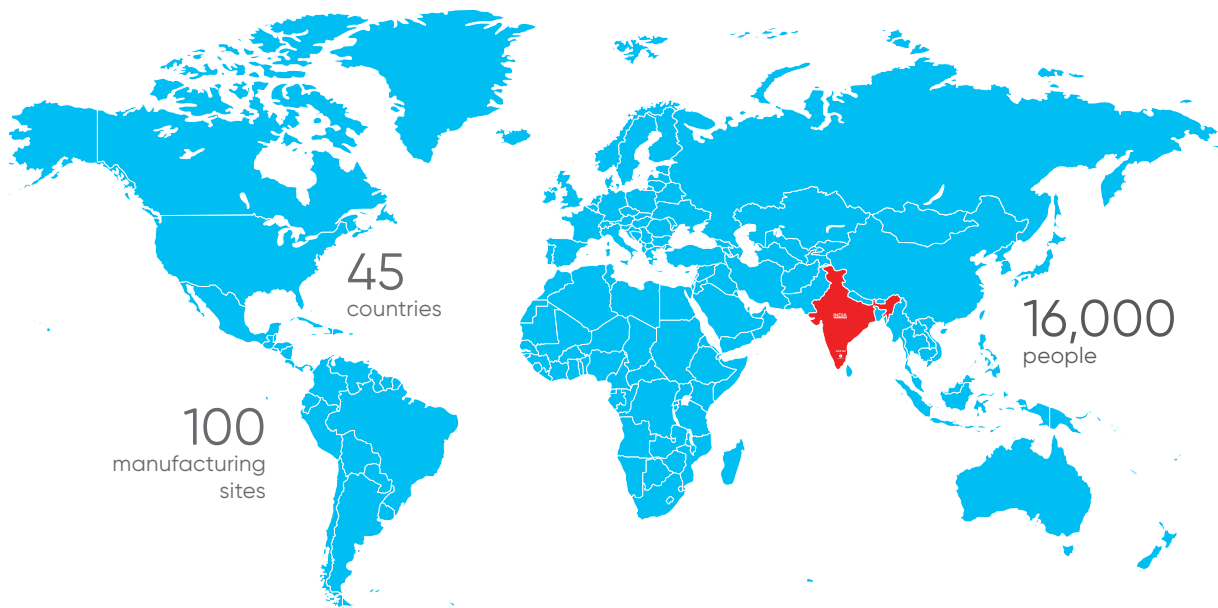 45
countries
16,000
people
100
manufacturing
sites